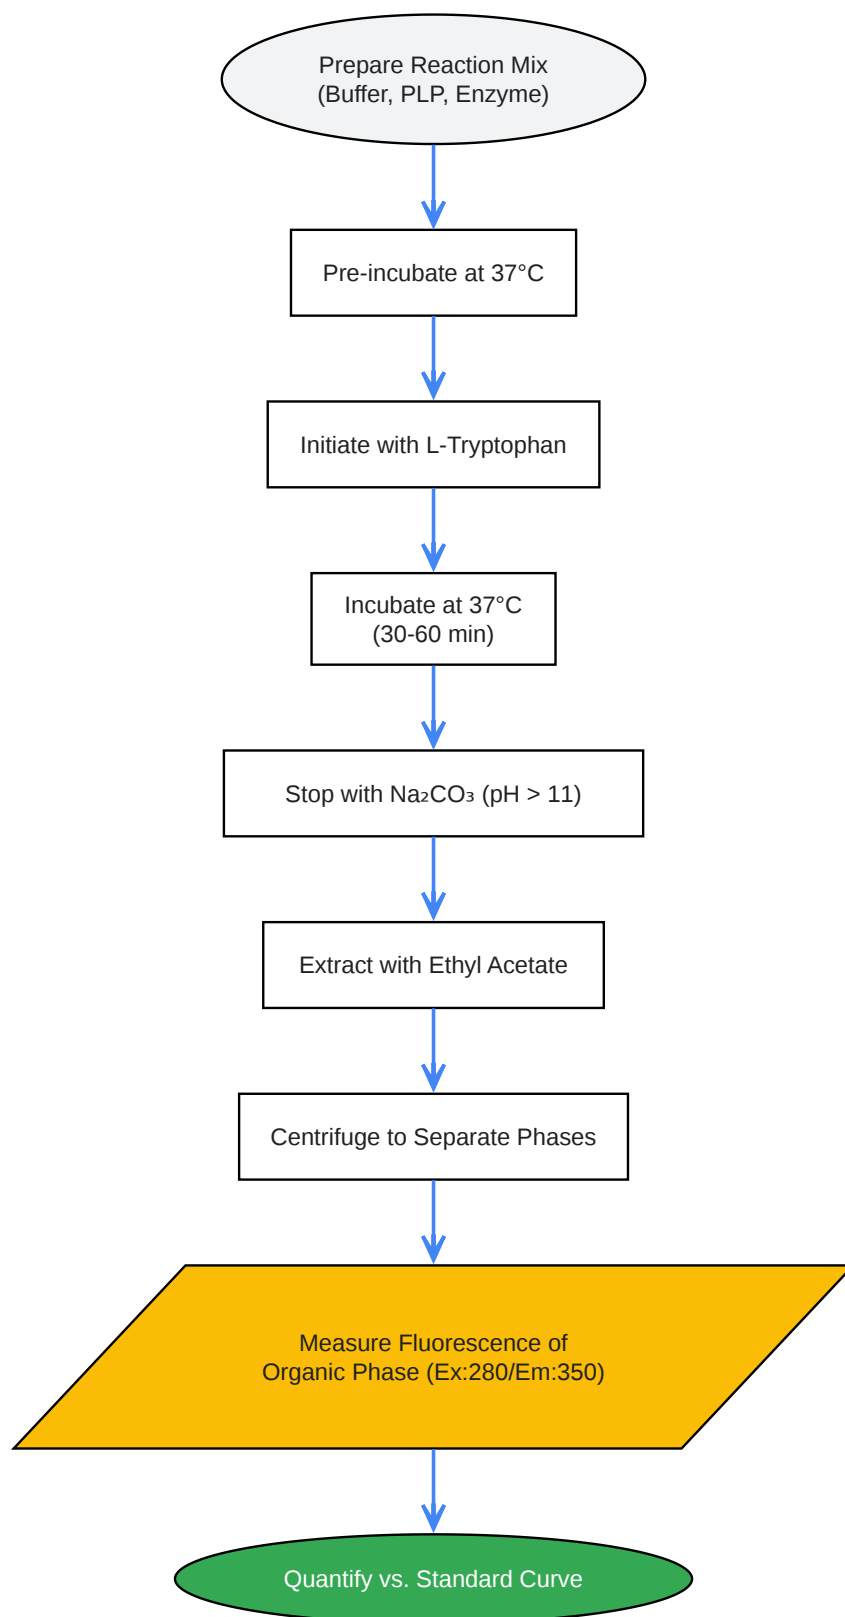 Prepare Reaction Mix
(Buffer, PLP, Enzyme)
Pre-incubate at 37°C
Initiate with L-Tryptophan
Incubate at 37°C
(30-60 min)
Stop with Na₂CO₃ (pH > 11)
Extract with Ethyl Acetate
Centrifuge to Separate Phases
Measure Fluorescence of
Organic Phase (Ex:280/Em:350)
Quantify vs. Standard Curve